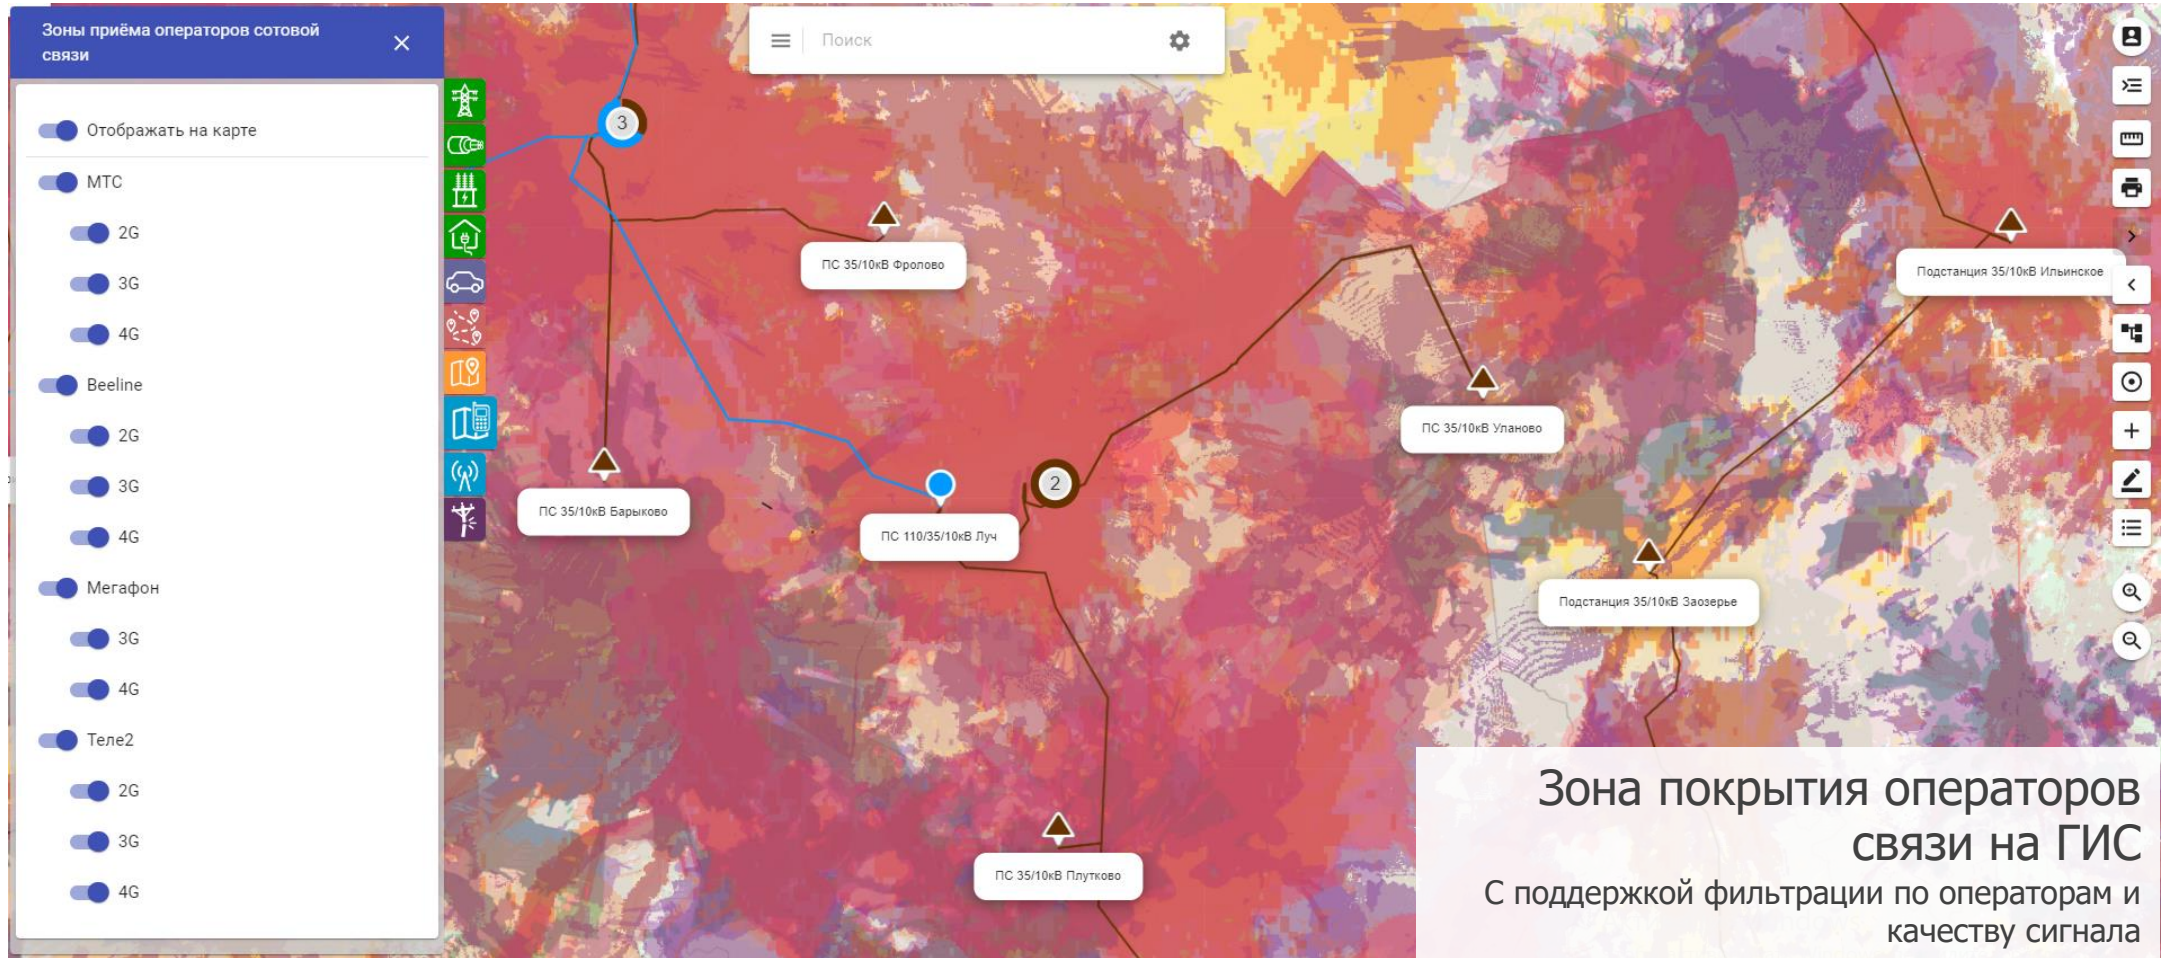 Зоны приёма операторов сотовой
связи
Отображать на карте
МТС
2G
3G
4G
Beeline
2G
3G
4G
Мегафон
3G
4G
Теле2
2G
3G
4G
Поиск
3
ПС 35/10кВ Фролово
Подстанция 35/10кВ Ильинское
ПС 35/10кВ Уланово
2
ПС 35/10кВ Барыково
ПС 110/35/10кВ Луч
Подстанция 35/10кВ Заозерье
ПС 35/10кВ Плутково
Зона покрытия операторов
связи на ГИС
С поддержкой фильтрации по операторам и
качеству сигнала